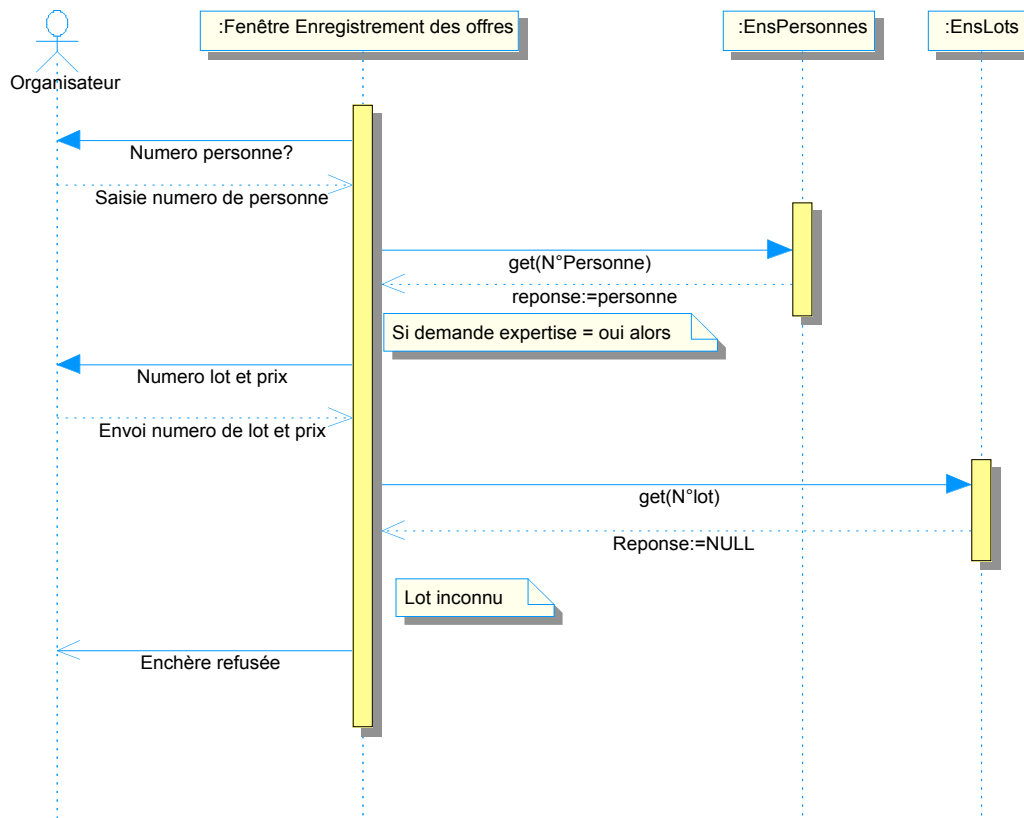 :Fenêtre Enregistrement des offres
:EnsPersonnes
:EnsLots
Organisateur
Numero personne?
Saisie numero de personne
get(N°Personne)
reponse:=personne
Si demande expertise = oui alors
Numero lot et prix
Envoi numero de lot et prix
get(N°lot)
Reponse:=NULL
Lot inconnu
Enchère refusée